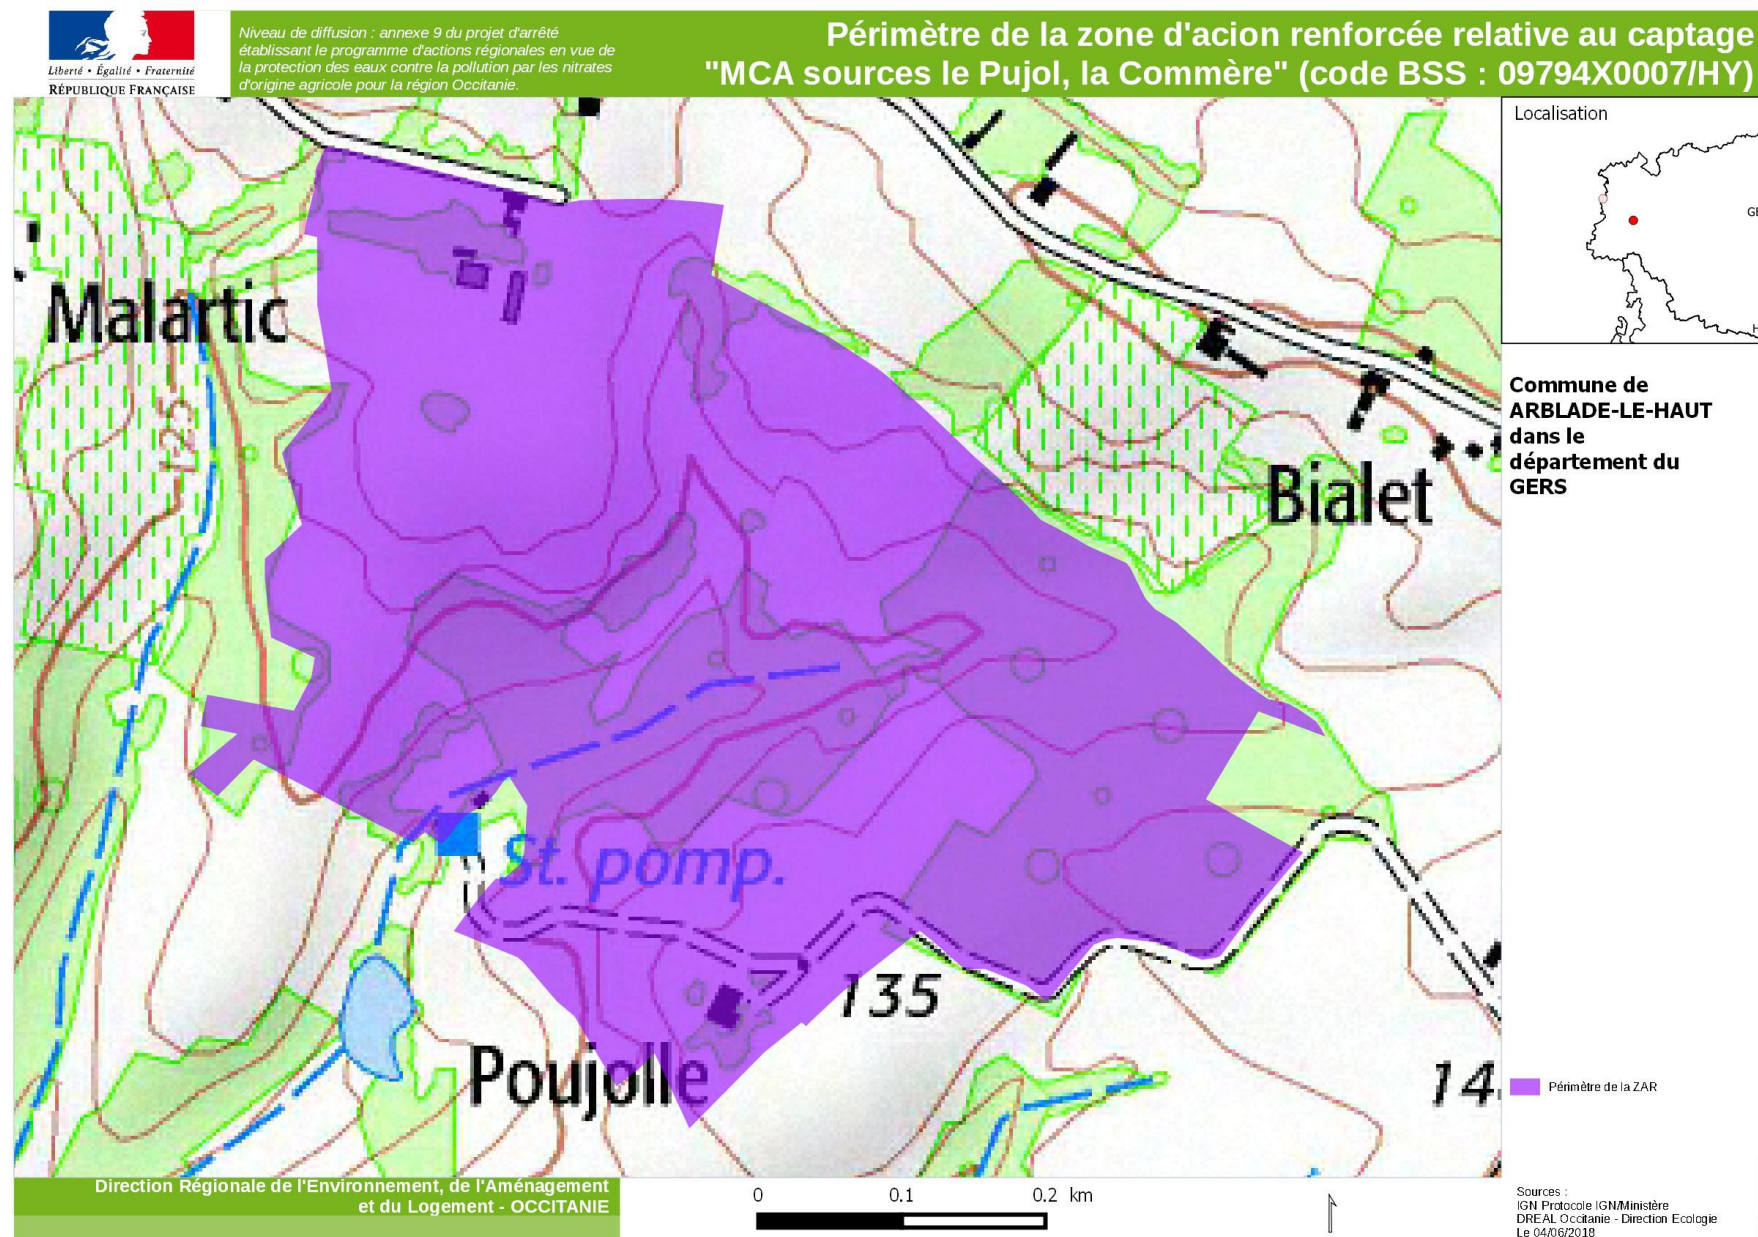 Liberté • Égalité • Fraternité
RÉPUBLIQUE FRANÇAISE
Niveau de diffusion : annexe 9 du projet d'arrêté
établissant le programme d'actions régionales en vue de
la protection des eaux contre la pollution par les nitrates
d'origine agricole pour la région Occitanie.
Périmètre de la zone d'acion renforcée relative au captage
"MCA sources le Pujol, la Commère" (code BSS : 09794X0007/HY)
Localisation
Malartic
125
Bialet
Commune de
ARBLADE-LE-HAUT
dans le
département du
GERS
St. pomp.
135
Poujolle
14
Périmètre de la ZAR
Direction Régionale de l'Environnement, de l'Aménagement
et du Logement - OCCITANIE
0 0.1 0.2 km
Sources :
IGN Protocole IGN/Ministère
DREAL Occitanie - Direction Ecologie
Le 04/06/2018